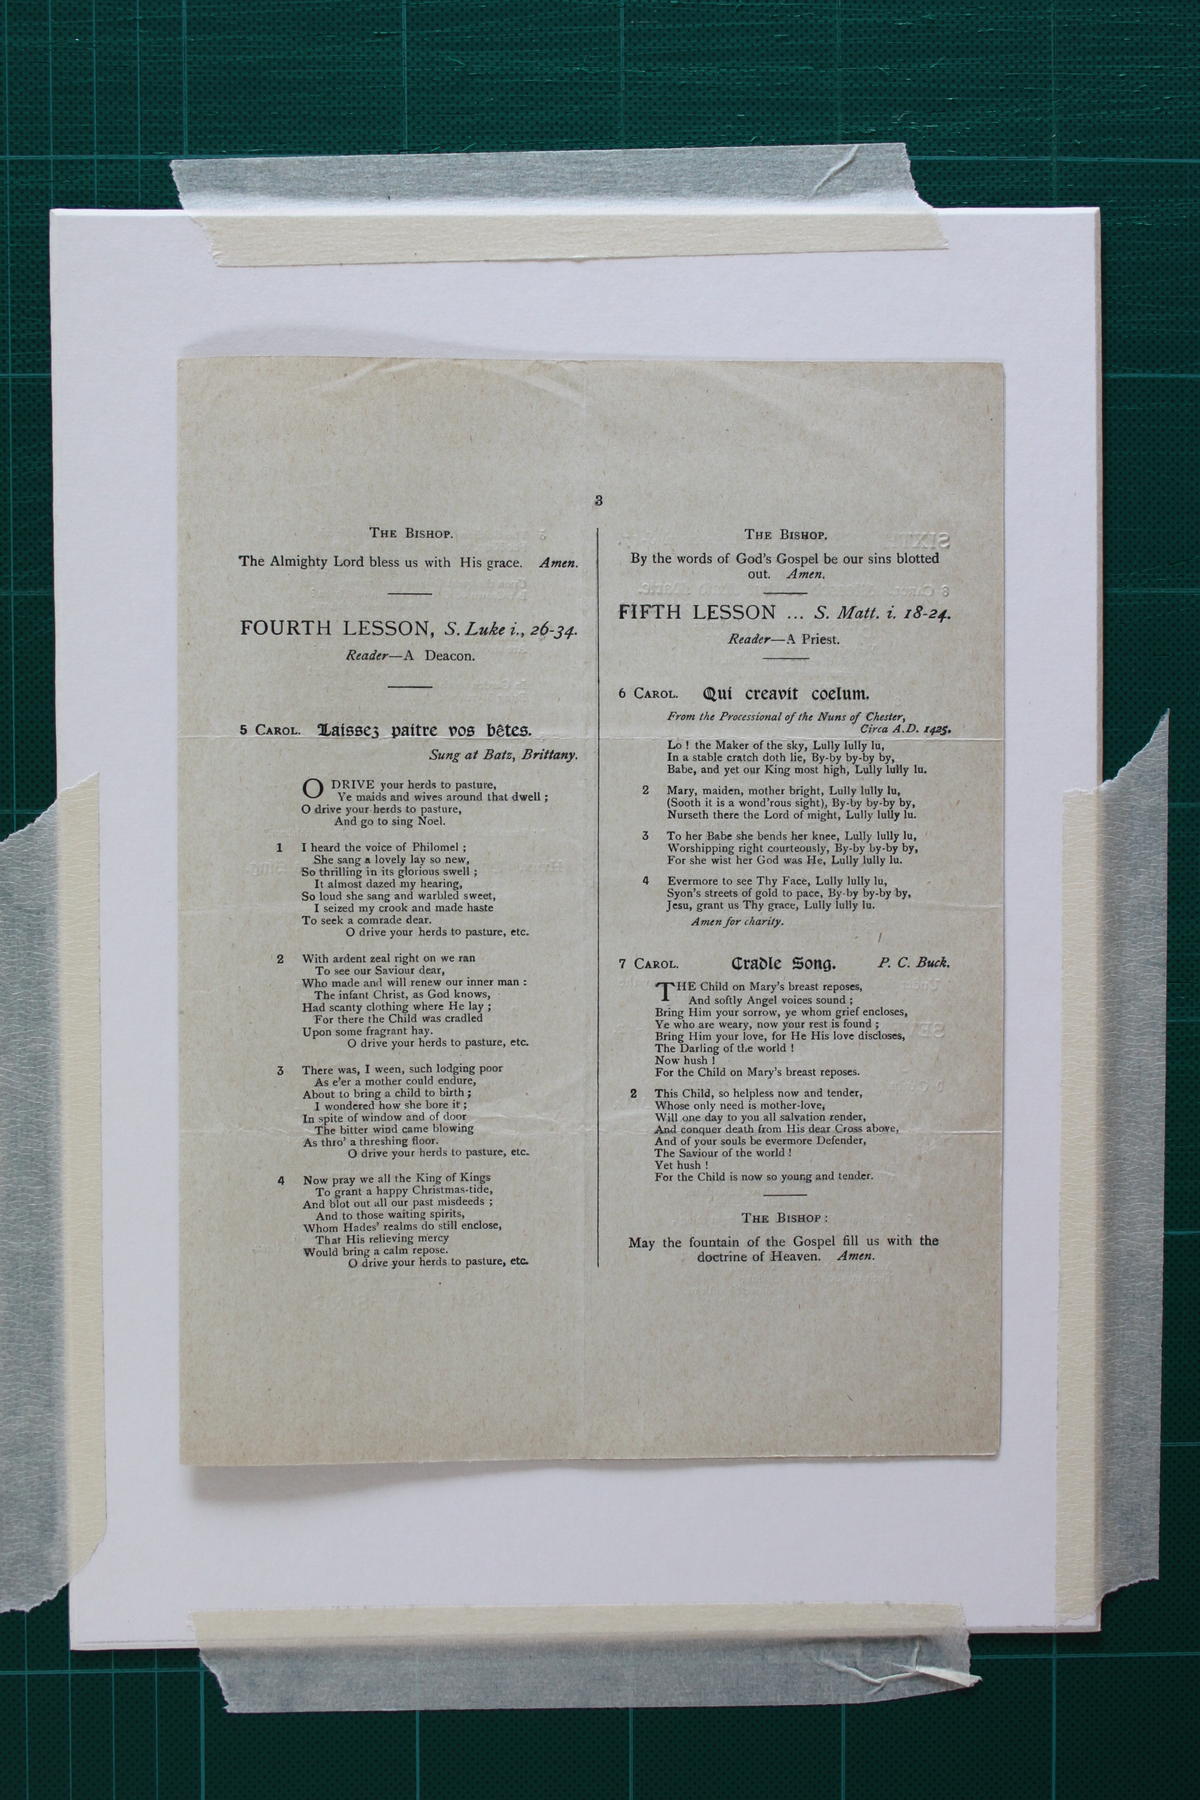 3
THE BISHOP.
The Almighty Lord bless us with His grace. Amen.
FOURTH LESSON, S. Luke i., 26-34.
Reader—A Deacon.
5 CAROL. Laissez paitre vos bêtes.
Sung at Batz, Brittany.
O DRIVE your herds to pasture,
Ye maids and wives around that dwell ;
O drive your herds to pasture,
And go to sing Noel.
1 I heard the voice of Philomel ;
She sang a lovely lay so new,
So thrilling in its glorious swell ;
It almost dazed my hearing,
So loud she sang and warbled sweet,
I seized my crook and made haste
To seek a comrade dear.
O drive your herds to pasture, etc.
2 With ardent zeal right on we ran
To see our Saviour dear,
Who made and will renew our inner man :
The infant Christ, as God knows,
Had scanty clothing where He lay ;
For there the Child was cradled
Upon some fragrant hay.
O drive your herds to pasture, etc.
3 There was, I ween, such lodging poor
As e'er a mother could endure,
About to bring a child to birth ;
I wondered how she bore it ;
In spite of window and of door
The bitter wind came blowing
As thro' a threshing floor.
O drive your herds to pasture, etc.
4 Now pray we all the King of Kings
To grant a happy Christmas-tide,
And blot out all our past misdeeds ;
And to those waiting spirits,
Whom Hades' realms do still enclose,
That His relieving mercy
Would bring a calm repose.
O drive your herds to pasture, etc.
THE BISHOP.
By the words of God's Gospel be our sins blotted
out. Amen.
FIFTH LESSON ... S. Matt. i. 18-24.
Reader—A Priest.
6 CAROL. Qui creavit coelum.
From the Processional of the Nuns of Chester,
Circa A.D. 1425.
Lo ! the Maker of the sky, Lully lully lu,
In a stable cratch doth lie, By-by by-by by,
Babe, and yet our King most high, Lully lully lu.
2 Mary, maiden, mother bright, Lully lully lu,
(Sooth it is a wond'rous sight), By-by by-by by,
Nurseth there the Lord of might, Lully lully lu.
3 To her Babe she bends her knee, Lully lully lu,
Worshipping right courteously, By-by by-by by,
For she wist her God was He, Lully lully lu.
4 Evermore to see Thy Face, Lully lully lu,
Syon's streets of gold to pace, By-by by-by by,
Jesu, grant us Thy grace, Lully lully lu.
Amen for charity.
7 CAROL. Cradle Song. P. C. Buck.
THE Child on Mary's breast reposes,
And softly Angel voices sound ;
Bring Him your sorrow, ye whom grief encloses,
Ye who are weary, now your rest is found ;
Bring Him your love, for He His love discloses,
The Darling of the world !
Now hush !
For the Child on Mary's breast reposes.
2 This Child, so helpless now and tender,
Whose only need is mother-love,
Will one day to you all salvation render,
And conquer death from His dear Cross above,
And of your souls be evermore Defender,
The Saviour of the world !
Yet hush !
For the Child is now so young and tender.
THE BISHOP :
May the fountain of the Gospel fill us with the
doctrine of Heaven. Amen.